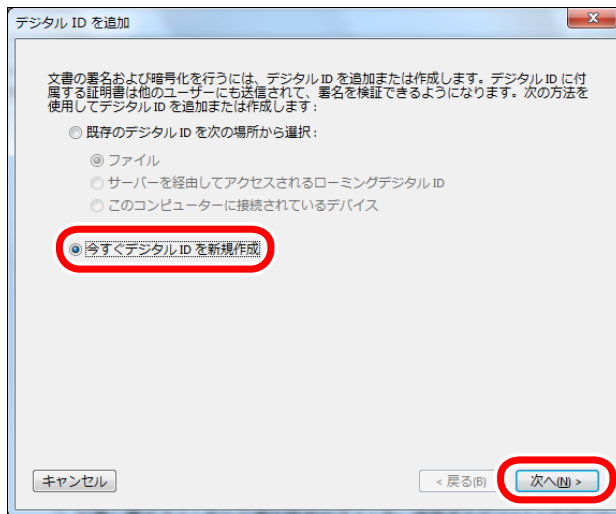 デジタル ID を追加
文書の署名および暗号化を行うには、デジタル ID を追加または作成します。デジタル ID に付
属する証明書は他のユーザーにも送信されて、署名を検証できるようになります。次の方法を
使用してデジタル ID を追加または作成します :
既存のデジタル ID を次の場所から選択 :
ファイル
サーバーを経由してアクセスされるローミングデジタル ID
このコンピューターに接続されているデバイス
今すぐデジタル ID を新規作成
キャンセル
< 戻る(B)
次へ(N) >